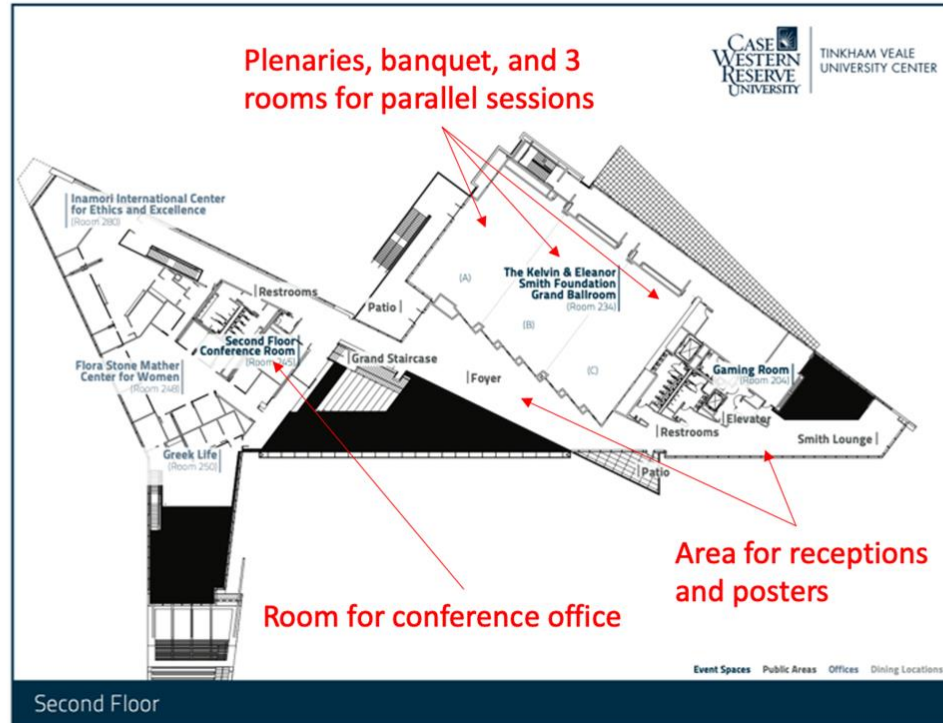 Plenaries, banquet, and 3
rooms for parallel sessions
CASE
WESTERN
RESERVE
UNIVERSITY
TINKHAM VEALE
UNIVERSITY CENTER
Inamori International Center
for Ethics and Excellence
(Room 280)
Restrooms
Patio
(A)
The Kelvin & Eleanor
Smith Foundation
Grand Ballroom
(Room 234)
(B)
(C)
Second Floor
Conference Room
(Room 245)
Flora Stone Mather
Center for Women
(Room 248)
Grand Staircase
Foyer
Gaming Room
(Room 204)
Elevator
Restrooms
Smith Lounge
Greek Life
(Room 250)
Patio
Area for receptions
and posters
Room for conference office
Event Spaces Public Areas Offices Dining Locations
Second Floor